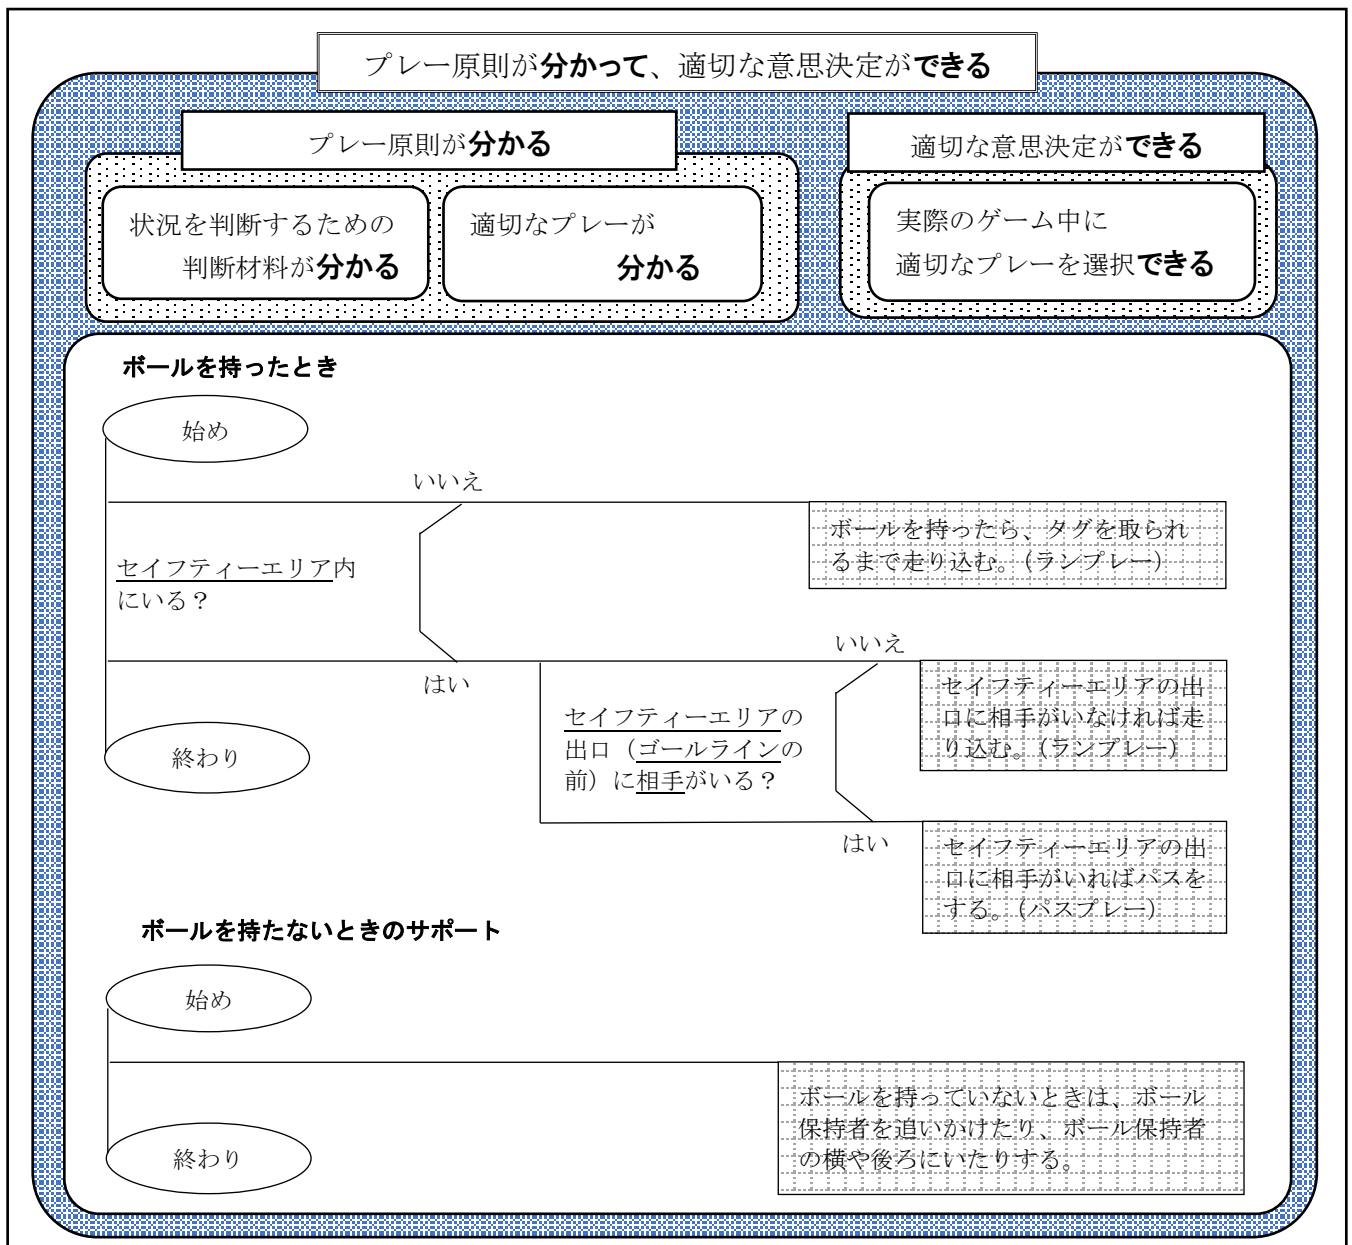 プレー原則が分かって、適切な意思決定ができる
プレー原則が分かる
適切な意思決定ができる
状況を判断するための
判断材料が分かる
適切なプレーが
分かる
実際のゲーム中に
適切なプレーを選択できる
ボールを持ったとき
始め
いいえ
ボールを持ったら、タグを取られ
るまで走り込む。（ランプレー）
セイフティーエリア内
にいる？
はい
いいえ
セイフティーエリアの
出口（ゴールラインの
前）に相手がいる？
セイフティーエリアの出
口に相手がいなければ走
り込む。（ランプレー）
終わり
はい
セイフティーエリアの出
口に相手がいればパスを
する。（パスプレー）
ボールを持たないときのサポート
始め
ボールを持っていないときは、ボール
保持者を追いかけたり、ボール保持者
の横や後ろにいたりする。
終わり